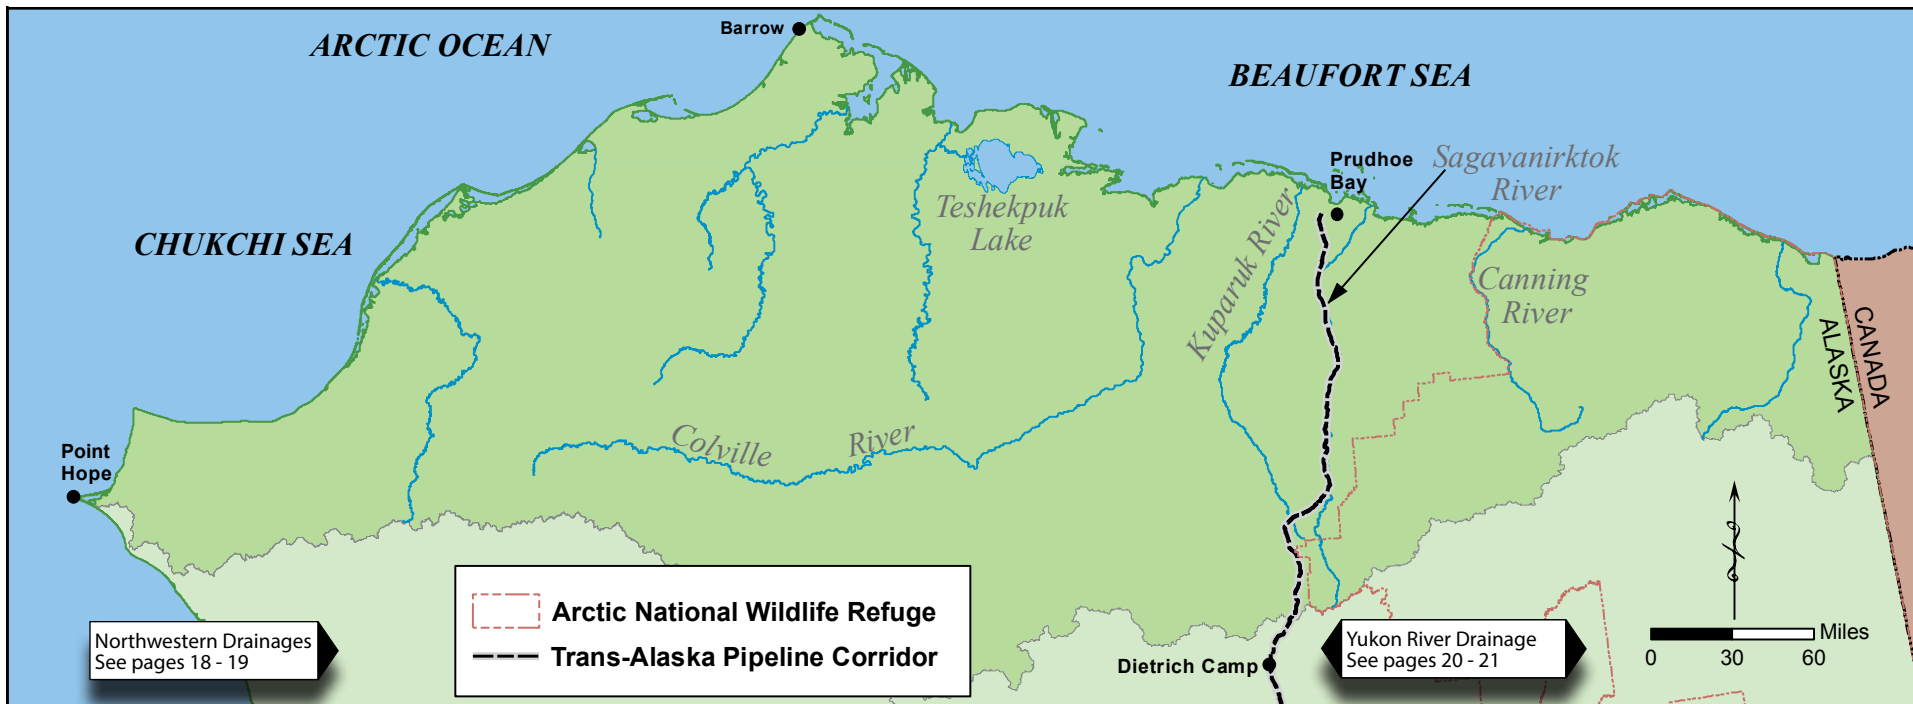 ARCTIC OCEAN
Barrow
BEAUFORT SEA
Prudhoe
Bay
Sagavanirktok
River
Teshekpuk
Lake
CHUKCHI SEA
Kuparuk River
Canning
River
CANADA
ALASKA
Colville River
Point
Hope
Arctic National Wildlife Refuge
Trans-Alaska Pipeline Corridor
Northwestern Drainages
See pages 18 - 19
Dietrich Camp
Yukon River Drainage
See pages 20 - 21
N
Miles
0 30 60